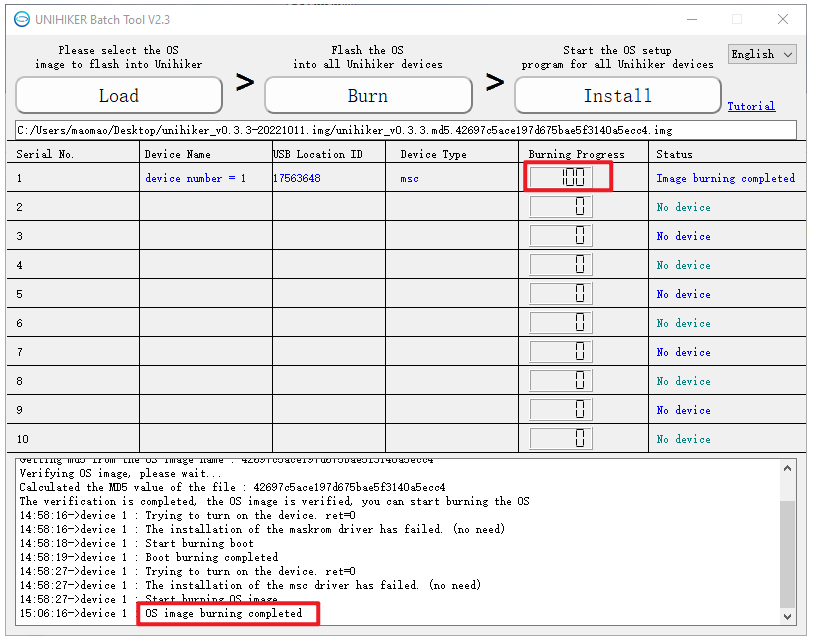 UNIHIKER Batch Tool V2.3
Please select the OS
image to flash into Unihiker
Flash the OS
into all Unihiker devices
Start the OS setup
program for all Unihiker devices
English
Load
>
Burn
>
Install
Tutorial
C:/Users/maomao/Desktop/unihiker_v0.3.3-20221011.img/unihiker_v0.3.3.md5.42697c5ace197d675bae5f3140a5ecc4.img
Serial No. Device Name USB Location ID Device Type Burning Progress Status
1 device number = 1 17563648 msc 100 Image burning completed
2 0 No device
3 0 No device
4 0 No device
5 0 No device
6 0 No device
7 0 No device
8 0 No device
9 0 No device
10 0 No device
Getting md5 from the OS image name : 42697c5ace197d675bae5f3140a5ecc4
Verifying OS image, please wait...
Calculated the MD5 value of the file : 42697c5ace197d675bae5f3140a5ecc4
The verification is completed, the OS image is verified, you can start burning the OS
14:58:16->device 1 : Trying to turn on the device. ret=0
14:58:16->device 1 : The installation of the maskrom driver has failed. (no need)
14:58:18->device 1 : Start burning boot
14:58:19->device 1 : Boot burning completed
14:58:27->device 1 : Trying to turn on the device. ret=0
14:58:27->device 1 : The installation of the msc driver has failed. (no need)
14:58:27->device 1 : Start burning OS image
15:06:16->device 1 : OS image burning completed